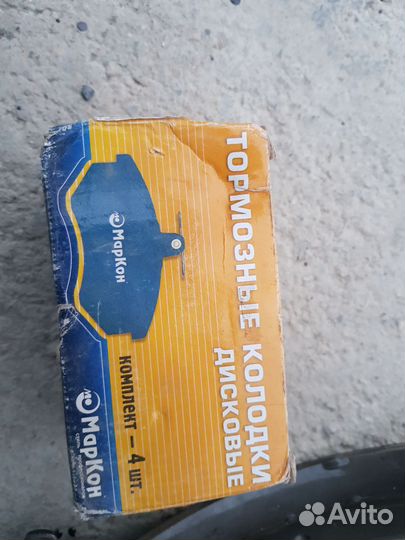 ТОРМОЗНЫЕ КОЛОДКИ
ДИСКОВЫЕ
МарКон
КОМПЛЕКТ – 4 ШТ.
МарКон
Avito